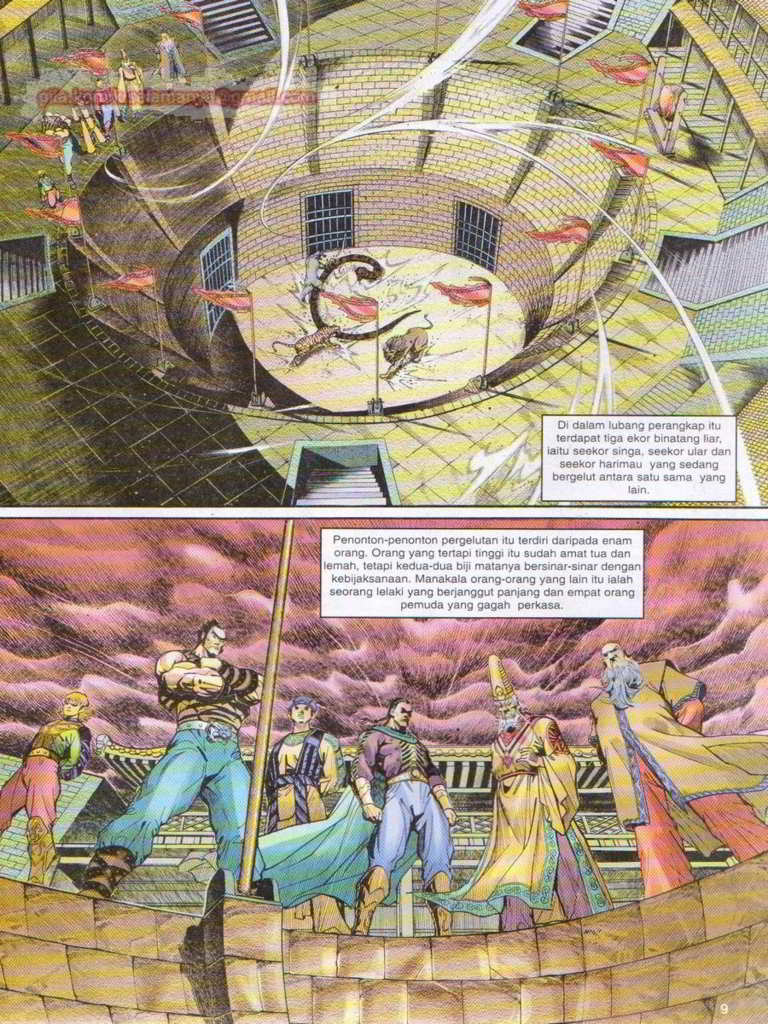 Di dalam lubang perangkap itu
terdapat tiga ekor binatang liar,
iaitu seekor singa, seekor ular dan
seekor harimau yang sedang
bergelut antara satu sama yang
lain.
Penonton-penonton pergelutan itu terdiri daripada enam
orang. Orang yang tertapi tinggi itu sudah amat tua dan
lemah, tetapi kedua-dua biji matanya bersinar-sinar dengan
kebijaksanaan. Manakala orang-orang yang lain itu ialah
seorang lelaki yang berjanggut panjang dan empat orang
pemuda yang gagah perkasa.
9